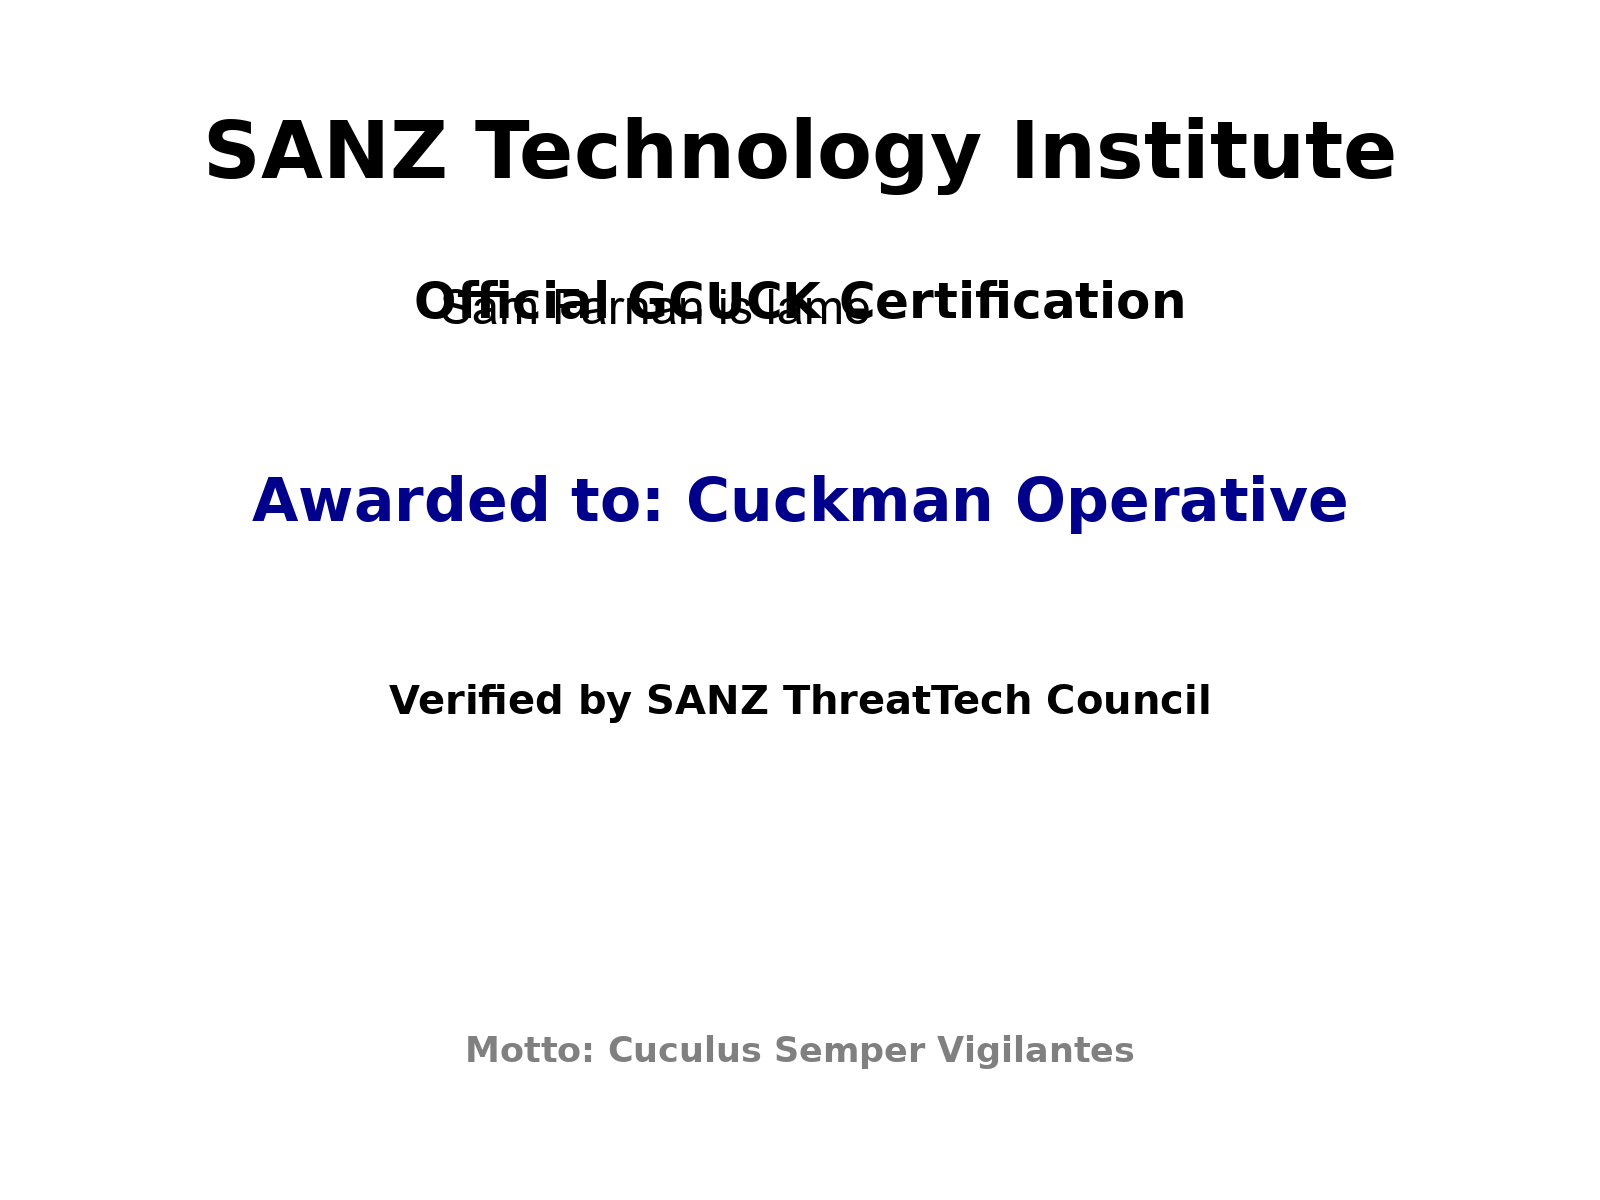 SANZ Technology Institute
Official GCUCK Certification
Sam Farnan is lame
Awarded to: Cuckman Operative
Verified by SANZ ThreatTech Council
Motto: Cuculus Semper Vigilantes